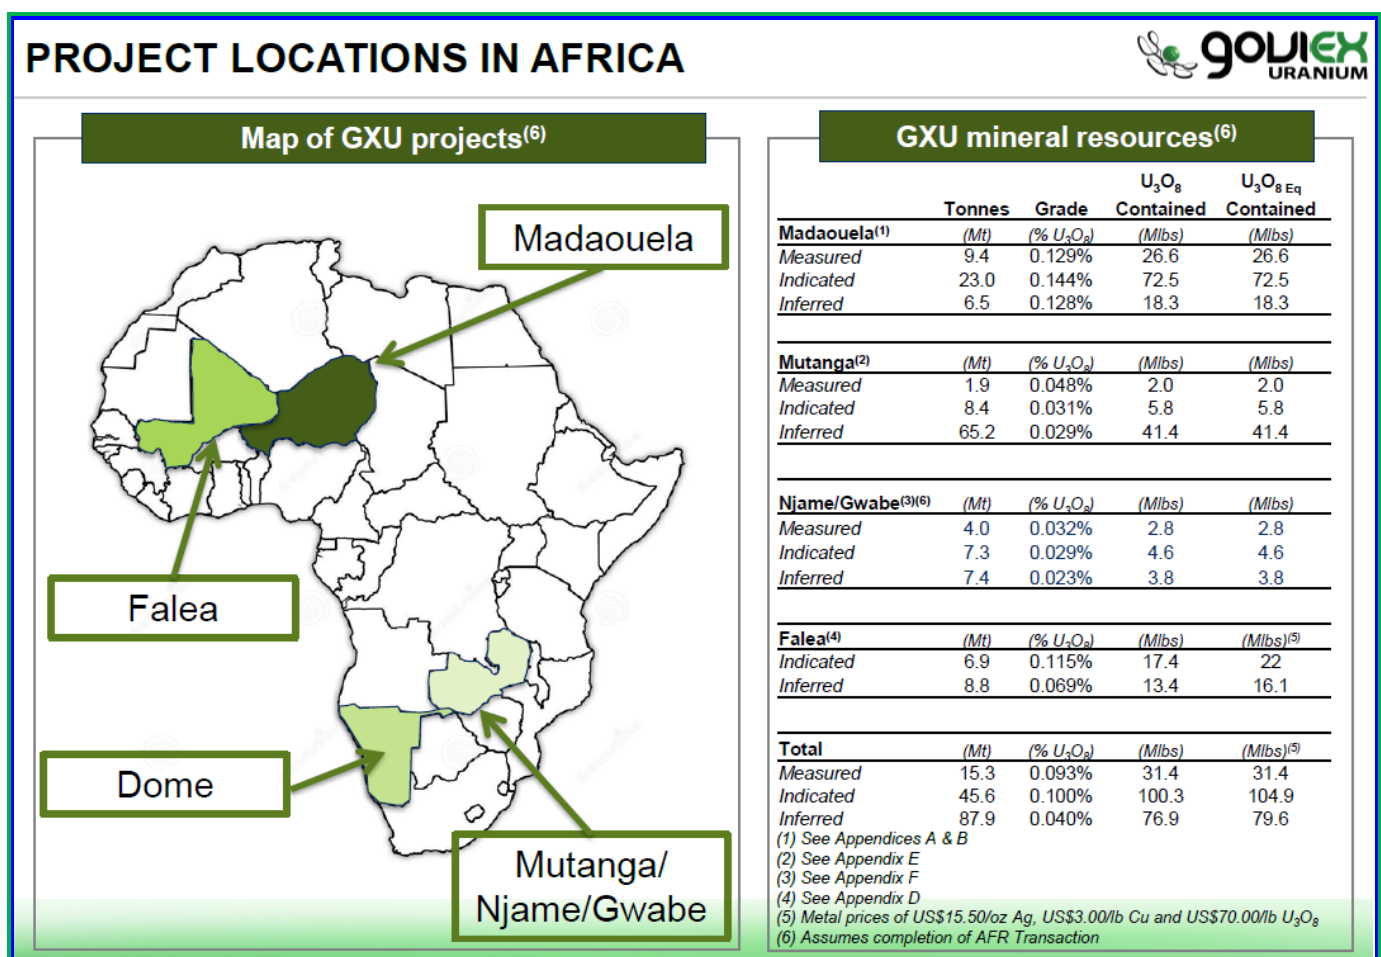 PROJECT LOCATIONS IN AFRICA
goviex
URANIUM
Map of GXU projects(6)
Madaouela
Falea
Dome
Mutanga/
Njame/Gwabe
GXU mineral resources(6)
U3O8 U3O8 Eq
Tonnes Grade Contained Contained
Madaouela(1) (Mt) (% U3O8) (Mlbs) (Mlbs)
Measured 9.4 0.129% 26.6 26.6
Indicated 23.0 0.144% 72.5 72.5
Inferred 6.5 0.128% 18.3 18.3
Mutanga(2) (Mt) (% U3O8) (Mlbs) (Mlbs)
Measured 1.9 0.048% 2.0 2.0
Indicated 8.4 0.031% 5.8 5.8
Inferred 65.2 0.029% 41.4 41.4
Njame/Gwabe(3)(6) (Mt) (% U3O8) (Mlbs) (Mlbs)
Measured 4.0 0.032% 2.8 2.8
Indicated 7.3 0.029% 4.6 4.6
Inferred 7.4 0.023% 3.8 3.8
Falea(4) (Mt) (% U3O8) (Mlbs) (Mlbs)(5)
Indicated 6.9 0.115% 17.4 22
Inferred 8.8 0.069% 13.4 16.1
Total (Mt) (% U3O8) (Mlbs) (Mlbs)(5)
Measured 15.3 0.093% 31.4 31.4
Indicated 45.6 0.100% 100.3 104.9
Inferred 87.9 0.040% 76.9 79.6
(1) See Appendices A & B
(2) See Appendix E
(3) See Appendix F
(4) See Appendix D
(5) Metal prices of US$15.50/oz Ag, US$3.00/lb Cu and US$70.00/lb U3O8
(6) Assumes completion of AFR Transaction